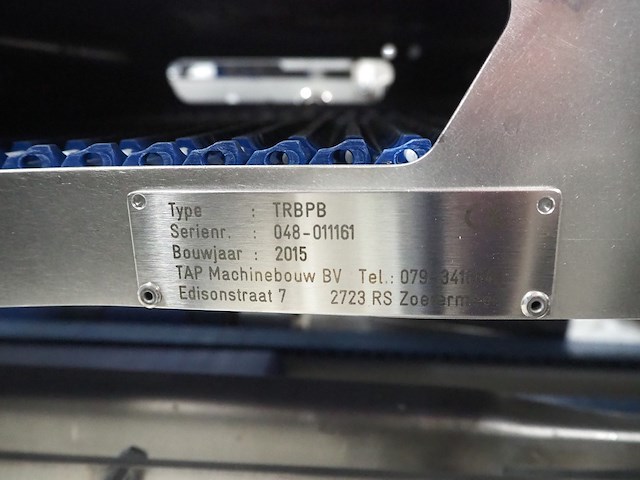 Type : TRBPB
Serienr. : 048-011161
Bouwjaar : 2015
TAP Machinebouw BV Tel.:
Edisonstraat 7 2723 RS